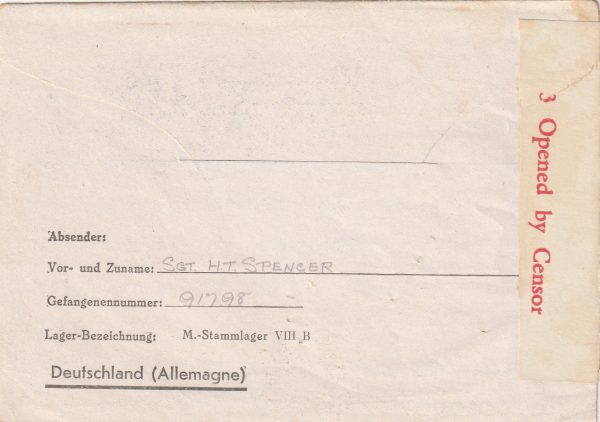 Absender:
Vor- und Zuname: SGT. H.T. SPENCER
Gefangenennummer: 91798
Lager-Bezeichnung: M.-Stammlager VIII B
Deutschland (Allemagne)
3 Opened by Censor